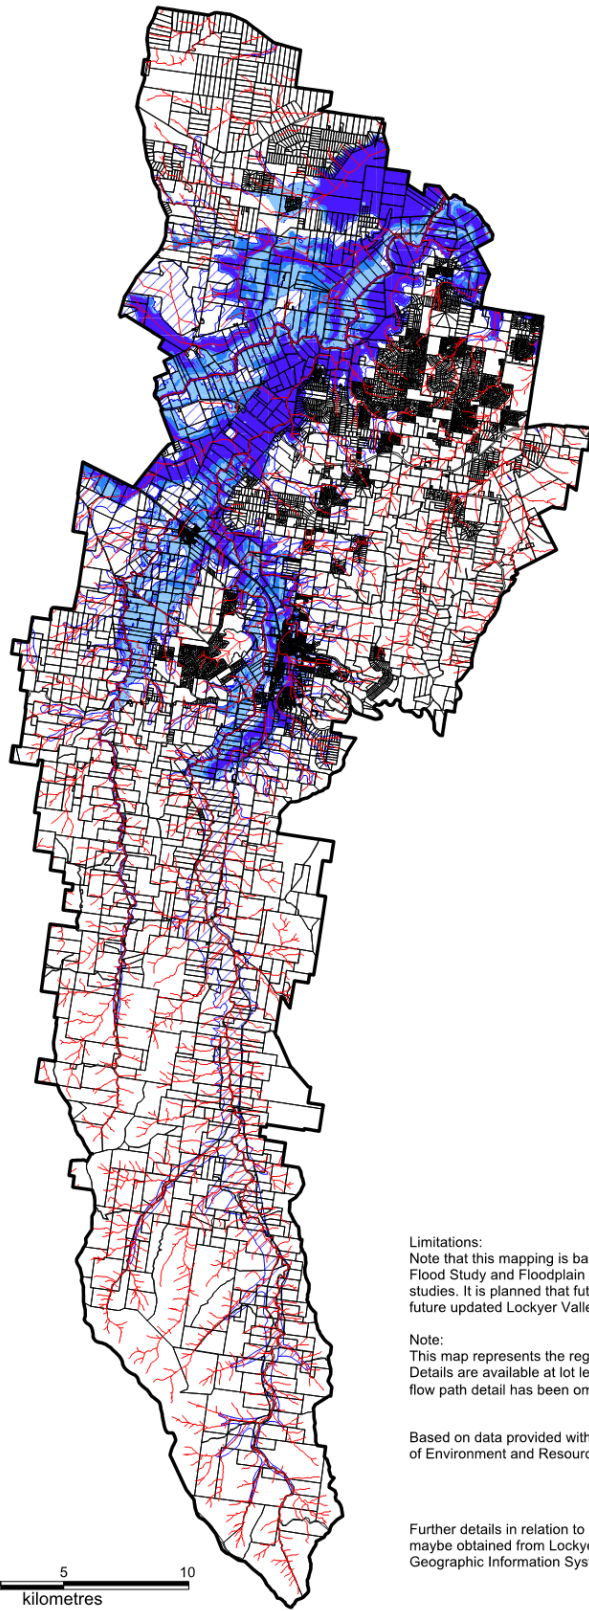 Limitations:
Note that this mapping is ba
Flood Study and Floodplain
studies. It is planned that fut
future updated Lockyer Valle
Note:
This map represents the reg
Details are available at lot le
flow path detail has been om
Based on data provided with
of Environment and Resourc
Further details in relation to
maybe obtained from Lockye
Geographic Information Syst
5 10
kilometres